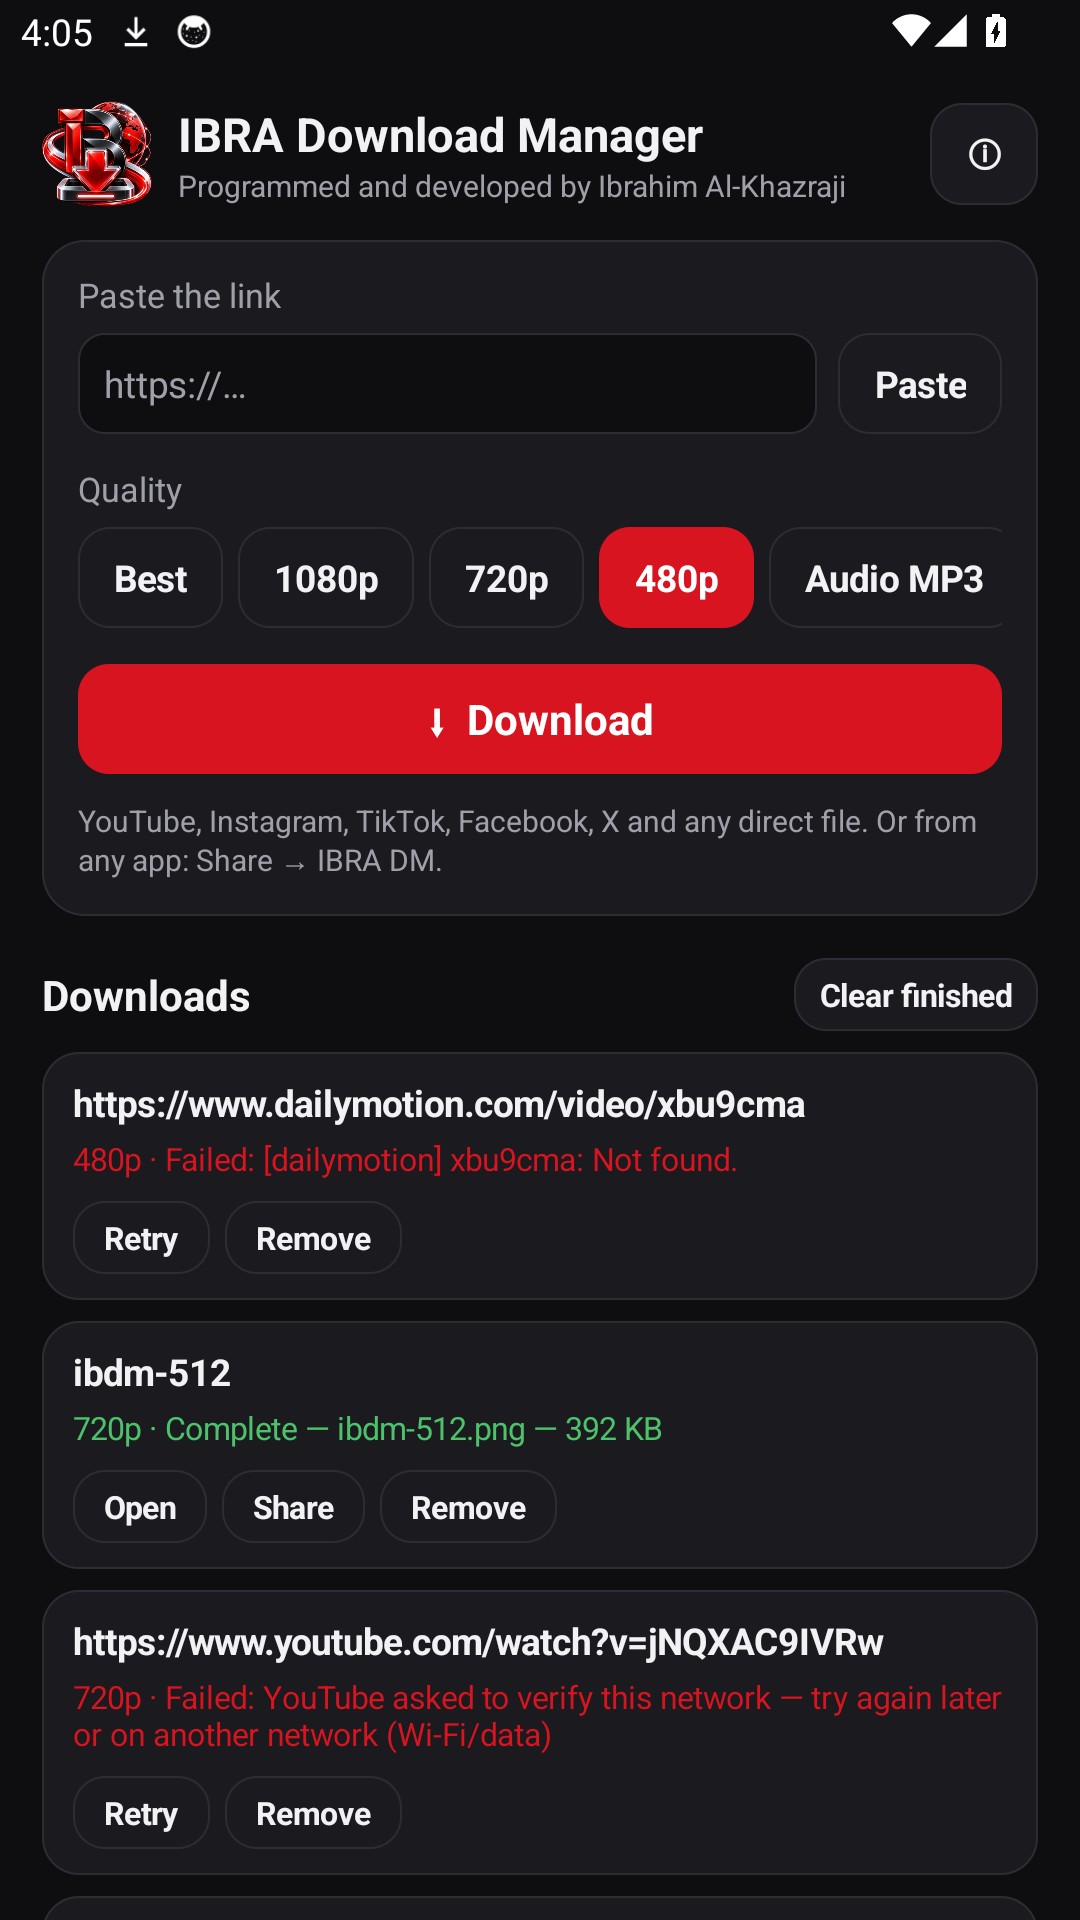 4:05
IBRA Download Manager
Programmed and developed by Ibrahim Al-Khazraji
Paste the link
https://...
Paste
Quality
Best
1080p
720p
480p
Audio MP3
Download
YouTube, Instagram, TikTok, Facebook, X and any direct file. Or from
any app: Share → IBRA DM.
Downloads
Clear finished
https://www.dailymotion.com/video/xbu9cma
480p · Failed: [dailymotion] xbu9cma: Not found.
Retry
Remove
ibdm-512
720p · Complete — ibdm-512.png — 392 KB
Open
Share
Remove
https://www.youtube.com/watch?v=jNQXAC9IVRw
720p · Failed: YouTube asked to verify this network — try again later
or on another network (Wi-Fi/data)
Retry
Remove